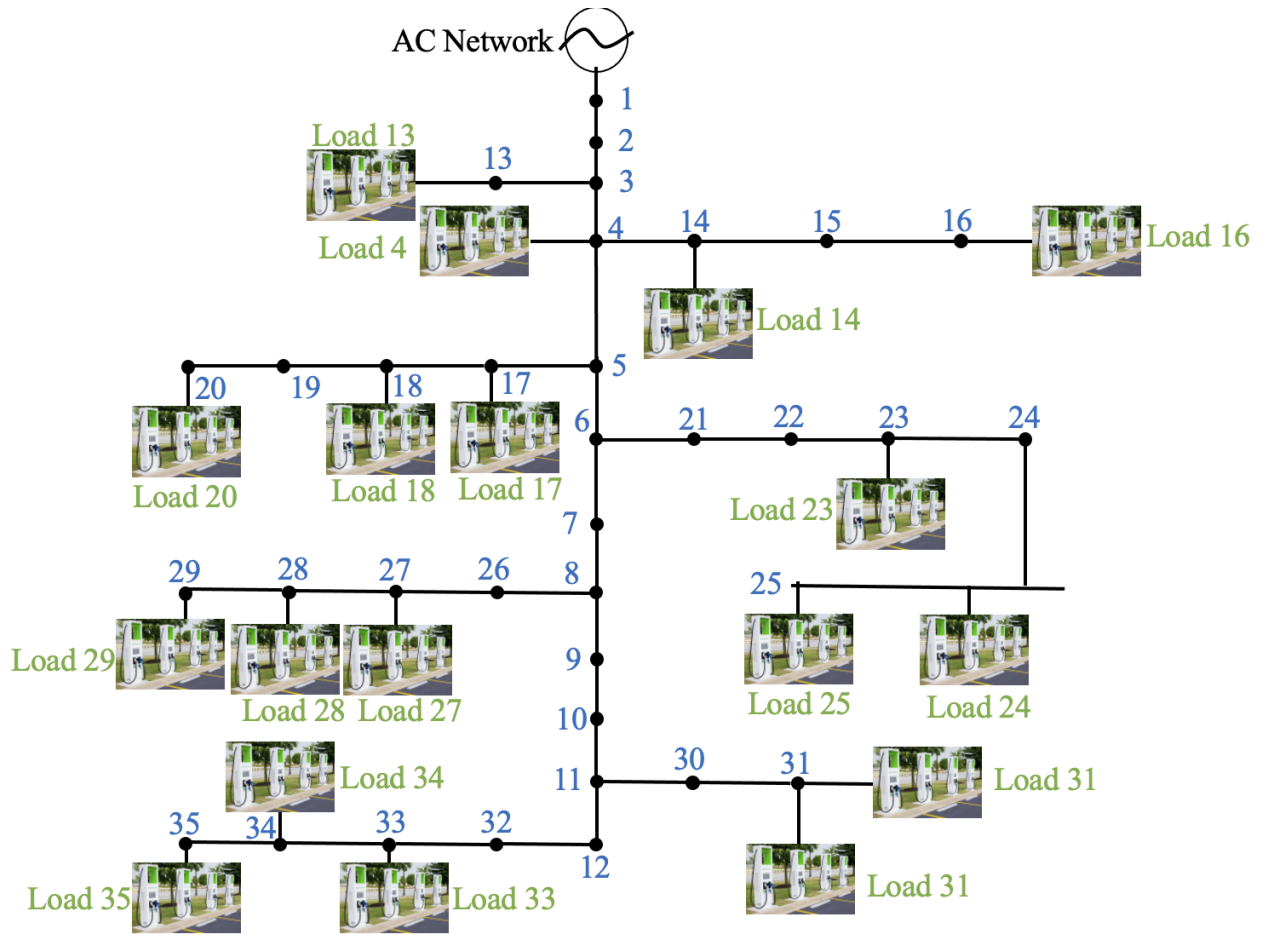 AC Network
1
2
Load 13
13
3
Load 4
4
14
15
16
Load 16
Load 14
5
20
19
18
17
Load 20
Load 18
Load 17
6
21
22
23
24
Load 23
7
29
28
27
26
8
25
Load 29
Load 28
Load 27
Load 25
Load 24
9
10
11
30
31
Load 31
Load 34
35
34
33
32
12
Load 35
Load 33
Load 31